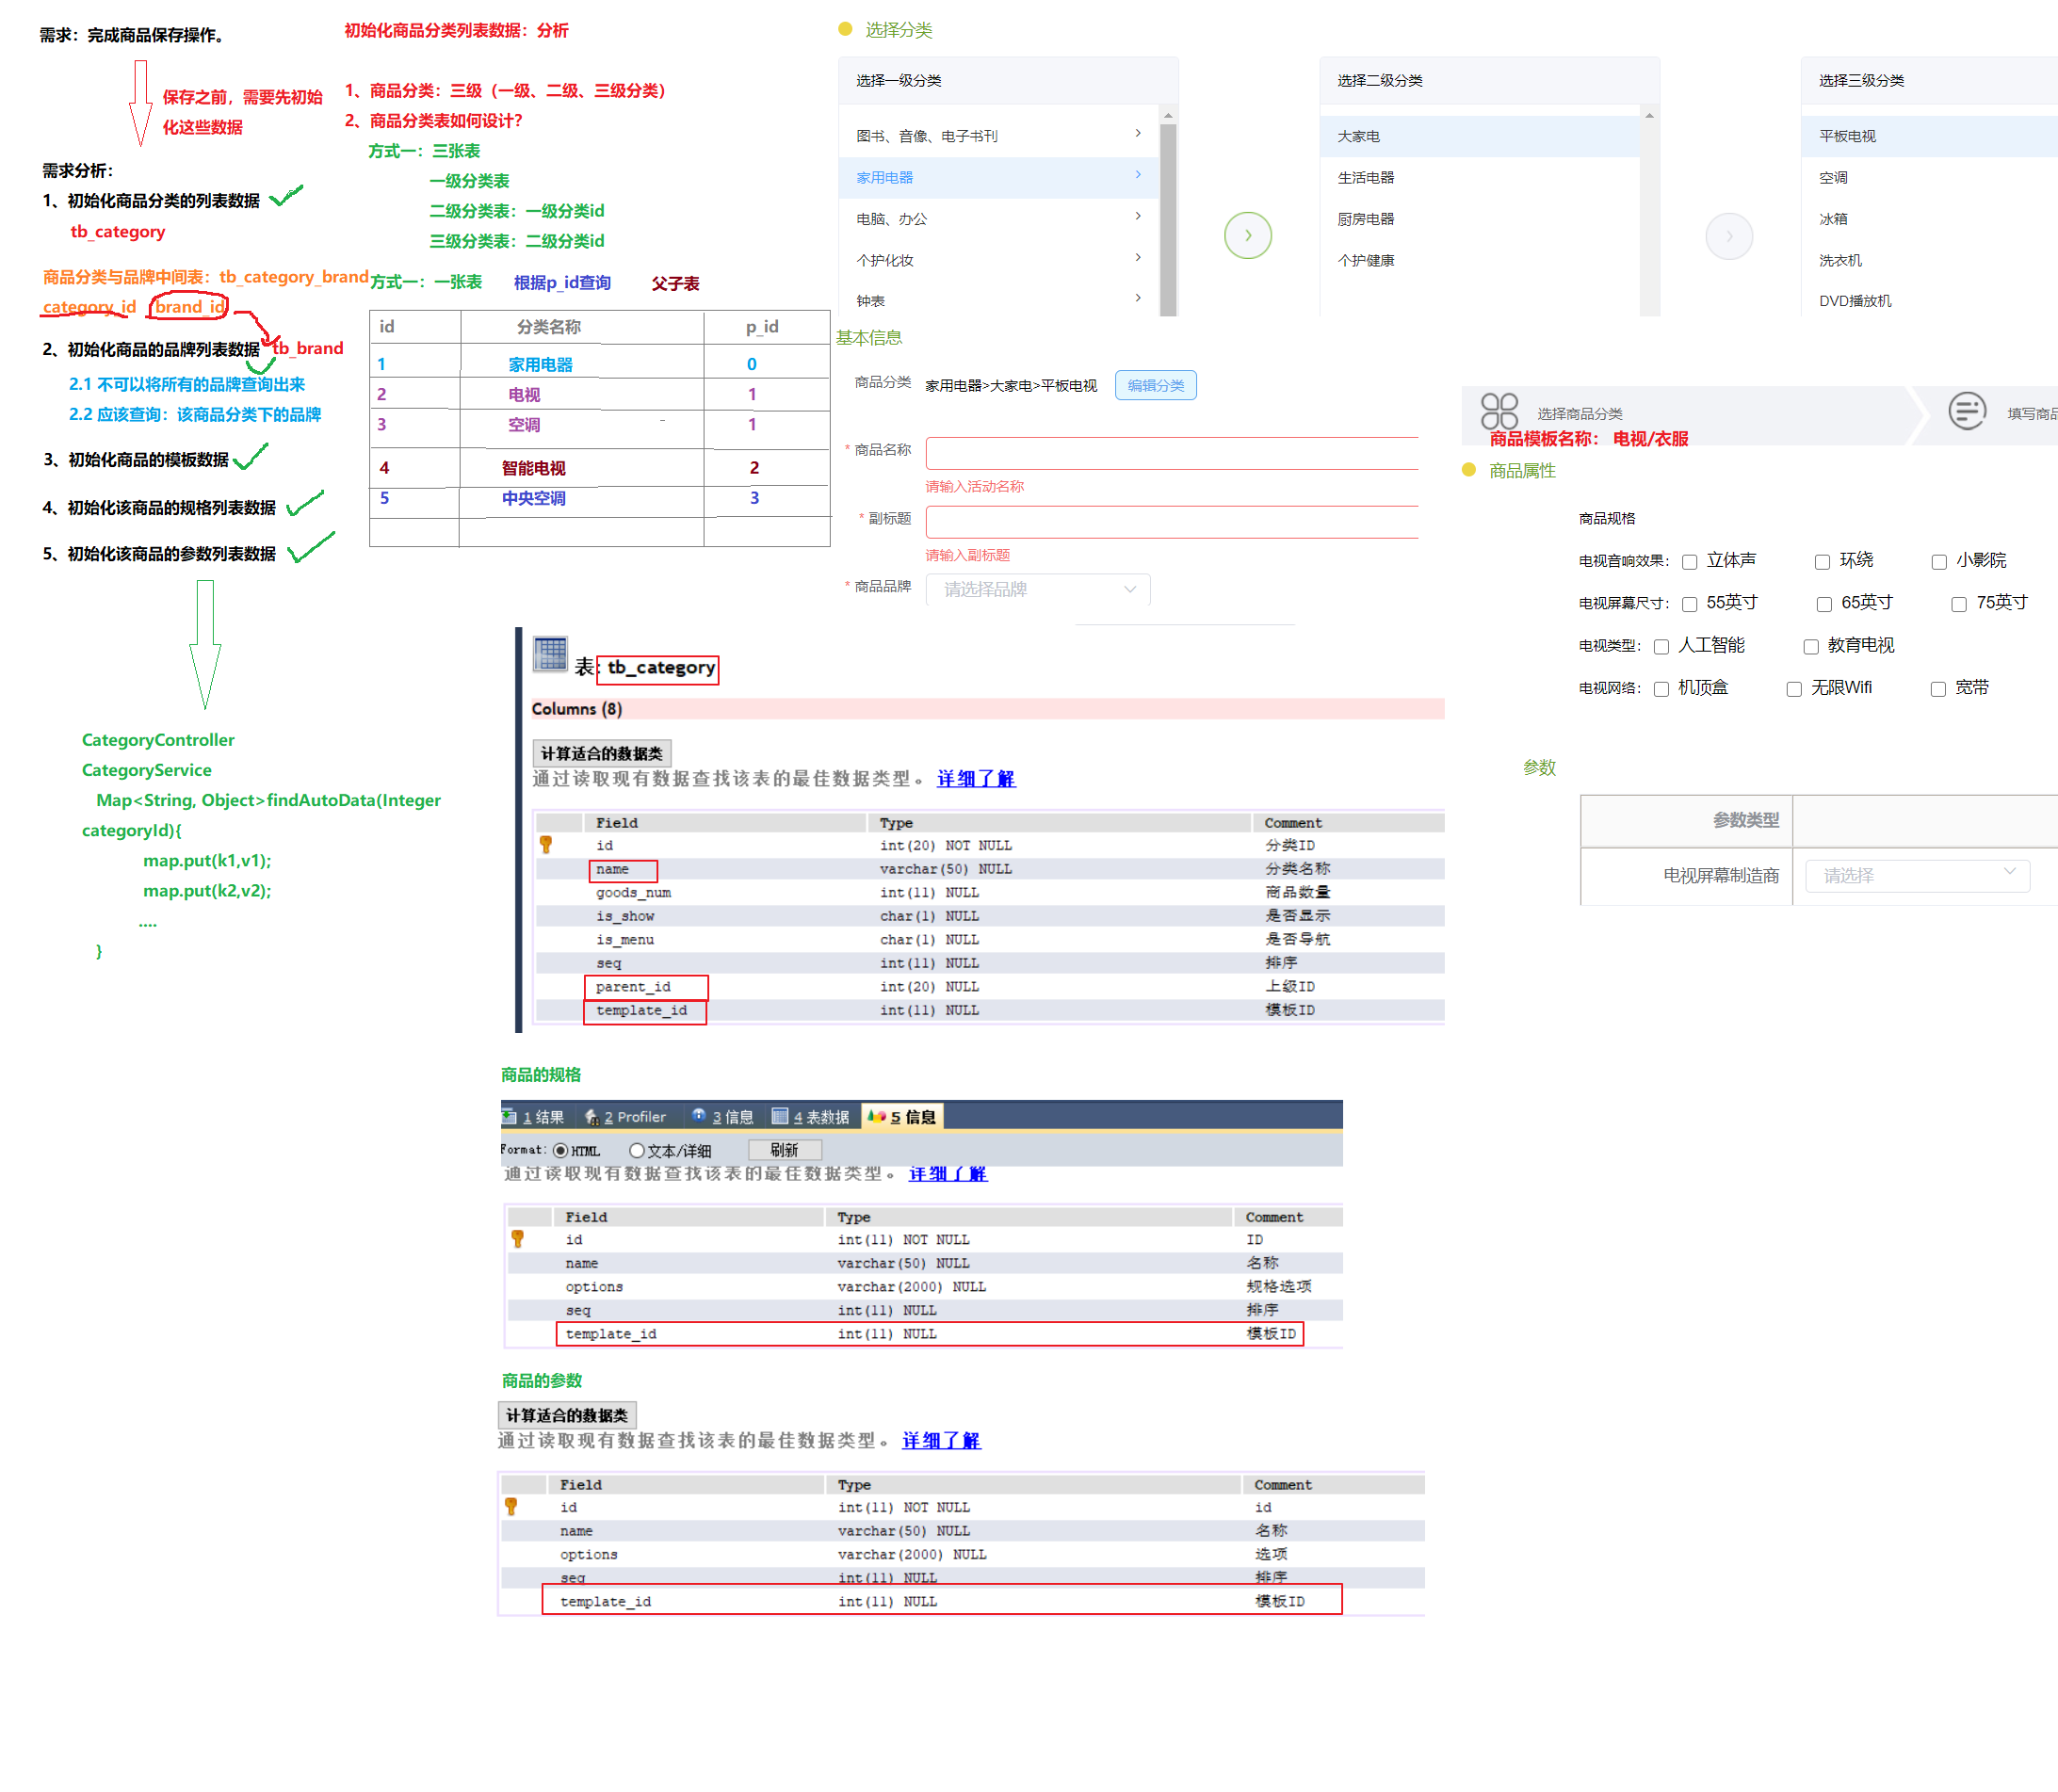 需求：完成商品保存操作。
保存之前，需要先初始
化这些数据
需求分析：
1、初始化商品分类的列表数据
tb_category
商品分类与品牌中间表：tb_category_brand
category_id brand_id
2、初始化商品的品牌列表数据 tb_brand
2.1 不可以将所有的品牌查询出来
2.2 应该查询：该商品分类下的品牌
3、初始化商品的模板数据
4、初始化该商品的规格列表数据
5、初始化该商品的参数列表数据
CategoryController
CategoryService
Map<String, Object>findAutoData(Integer
categoryId){
map.put(k1,v1);
map.put(k2,v2);
....
}
初始化商品分类列表数据：分析
1、商品分类：三级（一级、二级、三级分类）
2、商品分类表如何设计？
方式一：三张表
一级分类表
二级分类表：一级分类id
三级分类表：二级分类id
方式一：一张表 根据p_id查询 父子表
id 分类名称 p_id
1 家用电器 0
2 电视 1
3 空调 1
4 智能电视 2
5 中央空调 3
选择分类
选择一级分类
图书、音像、电子书刊
家用电器
电脑、办公
个护化妆
钟表
选择二级分类
大家电
生活电器
厨房电器
个护健康
选择三级分类
平板电视
空调
冰箱
洗衣机
DVD播放机
基本信息
商品分类 家用电器>大家电>平板电视 编辑分类
* 商品名称
请输入活动名称
* 副标题
请输入副标题
* 商品品牌 请选择品牌
选择商品分类 填写商品
商品模板名称： 电视/衣服
商品属性
商品规格
电视音响效果： 立体声 环绕 小影院
电视屏幕尺寸： 55英寸 65英寸 75英寸
电视类型： 人工智能 教育电视
电视网络： 机顶盒 无限Wifi 宽带
参数
参数类型
电视屏幕制造商 请选择
表: tb_category
Columns (8)
计算适合的数据类
通过读取现有数据查找该表的最佳数据类型。 详细了解
Field Type Comment
id int(20) NOT NULL 分类ID
name varchar(50) NULL 分类名称
goods_num int(11) NULL 商品数量
is_show char(1) NULL 是否显示
is_menu char(1) NULL 是否导航
seq int(11) NULL 排序
parent_id int(20) NULL 上级ID
template_id int(11) NULL 模板ID
商品的规格
1 结果 2 Profiler 3 信息 4 表数据 5 信息
Format: HTML 文本/详细 刷新
通过读取现有数据查找该表的最佳数据类型。 详细了解
Field Type Comment
id int(11) NOT NULL ID
name varchar(50) NULL 名称
options varchar(2000) NULL 规格选项
seq int(11) NULL 排序
template_id int(11) NULL 模板ID
商品的参数
计算适合的数据类
通过读取现有数据查找该表的最佳数据类型。 详细了解
Field Type Comment
id int(11) NOT NULL id
name varchar(50) NULL 名称
options varchar(2000) NULL 选项
seq int(11) NULL 排序
template_id int(11) NULL 模板ID